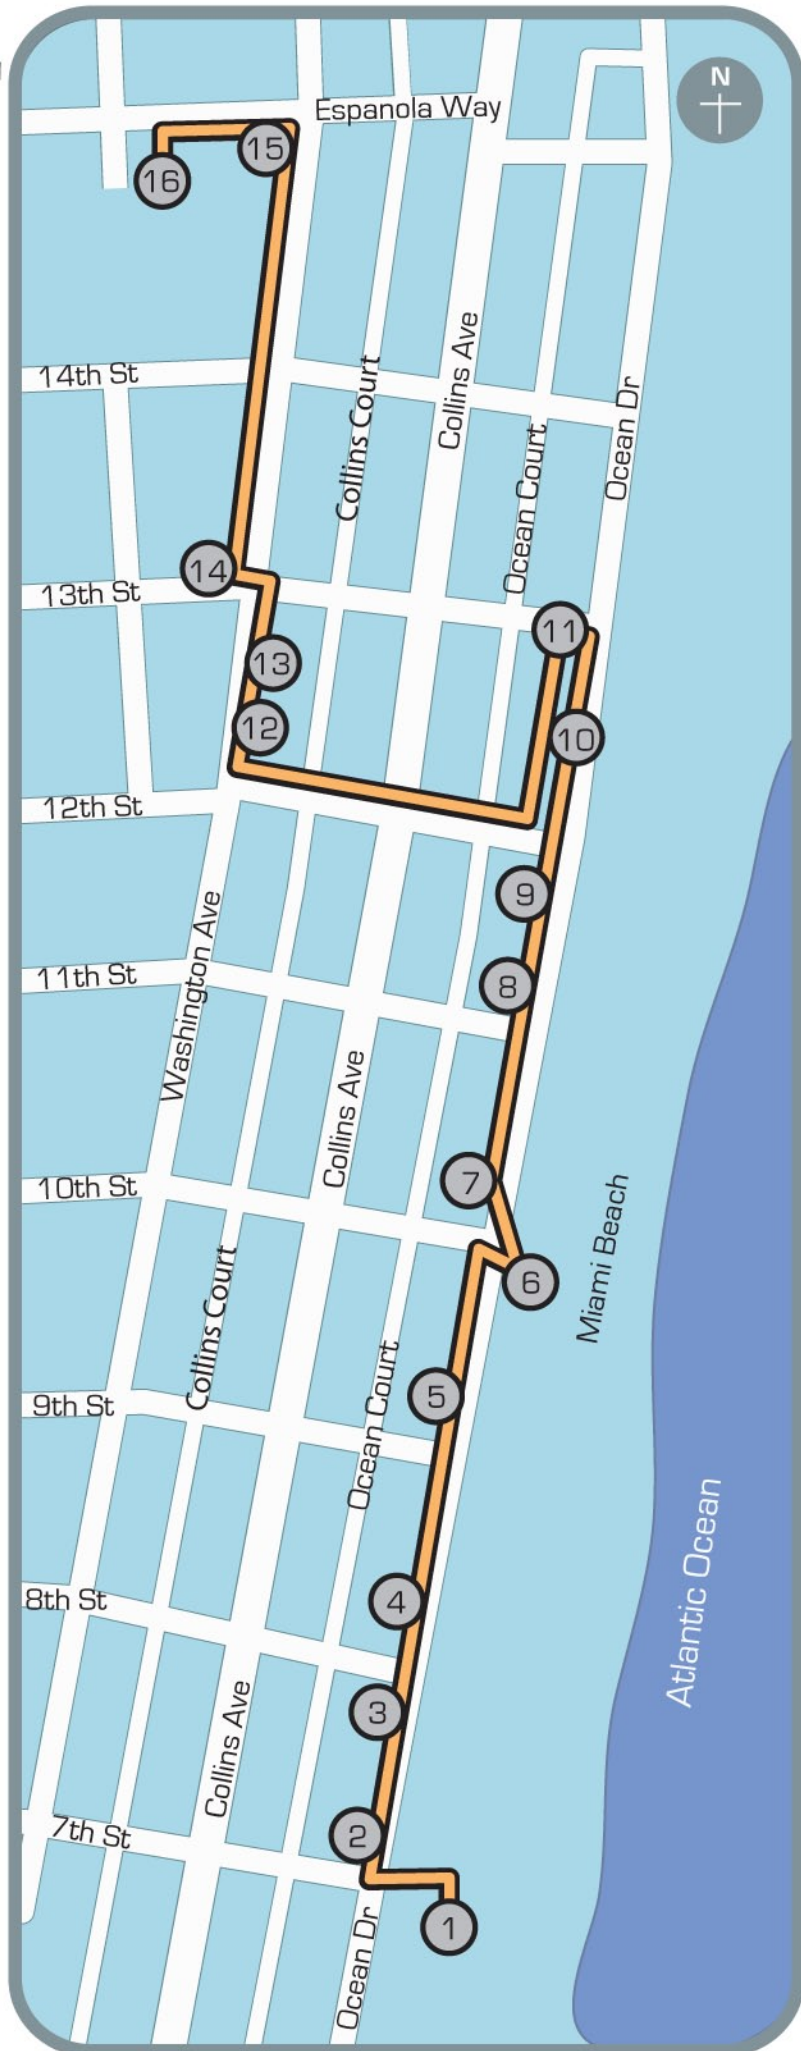 N
Espanola Way
15
16
14th St
Collins Court
Collins Ave
Ocean Court
Ocean Dr
14
13th St
11
13
12
10
12th St
9
Washington Ave
11th St
8
Collins Ave
10th St
7
Miami Beach
6
Collins Court
5
9th St
Ocean Court
Atlantic Ocean
8th St
4
3
Collins Ave
7th St
2
1
Ocean Dr